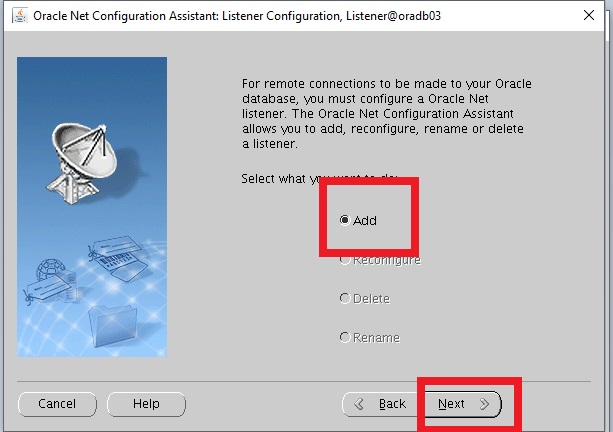 Oracle Net Configuration Assistant: Listener Configuration, Listener@oradb03
For remote connections to be made to your Oracle
database, you must configure a Oracle Net
listener. The Oracle Net Configuration Assistant
allows you to add, reconfigure, rename or delete
a listener.
Select what you want to do:
Add
Reconfigure
Delete
Rename
Cancel
Help
Back
Next